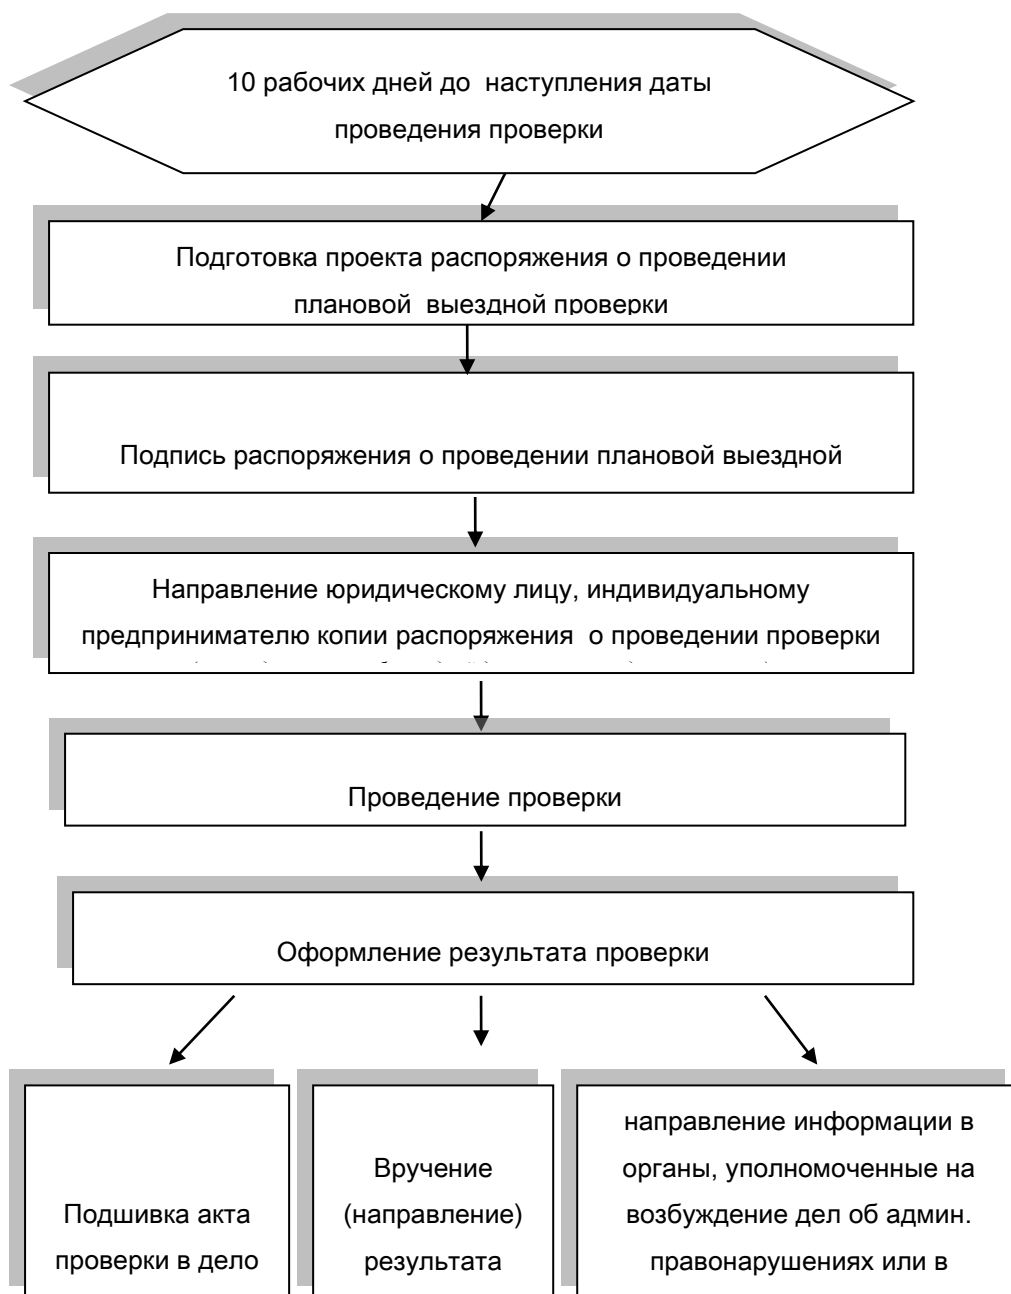 10 рабочих дней до  наступления даты
проведения проверки
Подготовка проекта распоряжения о проведении
плановой  выездной проверки
Подпись распоряжения о проведении плановой выездной
Направление юридическому лицу, индивидуальному
предпринимателю копии распоряжения  о проведении проверки
Проведение проверки
Оформление результата проверки
Подшивка акта
проверки в дело
Вручение
(направление)
результата
направление информации в
органы, уполномоченные на
возбуждение дел об админ.
правонарушениях или в